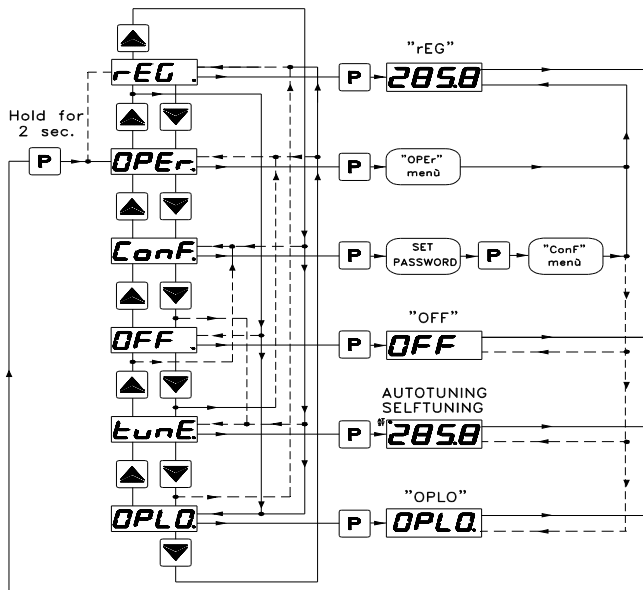 "rEG"
rEG .
P
285.8
Hold for
2 sec.
P
OPEr.
P
"OPEr"
menù
ConF.
P
SET
PASSWORD
P
"ConF"
menù
"OFF"
OFF .
P
OFF
AUTOTUNING
SELFTUNING
tunE.
P
AT
285.8
"OPLO"
OPLO.
P
OPLO.